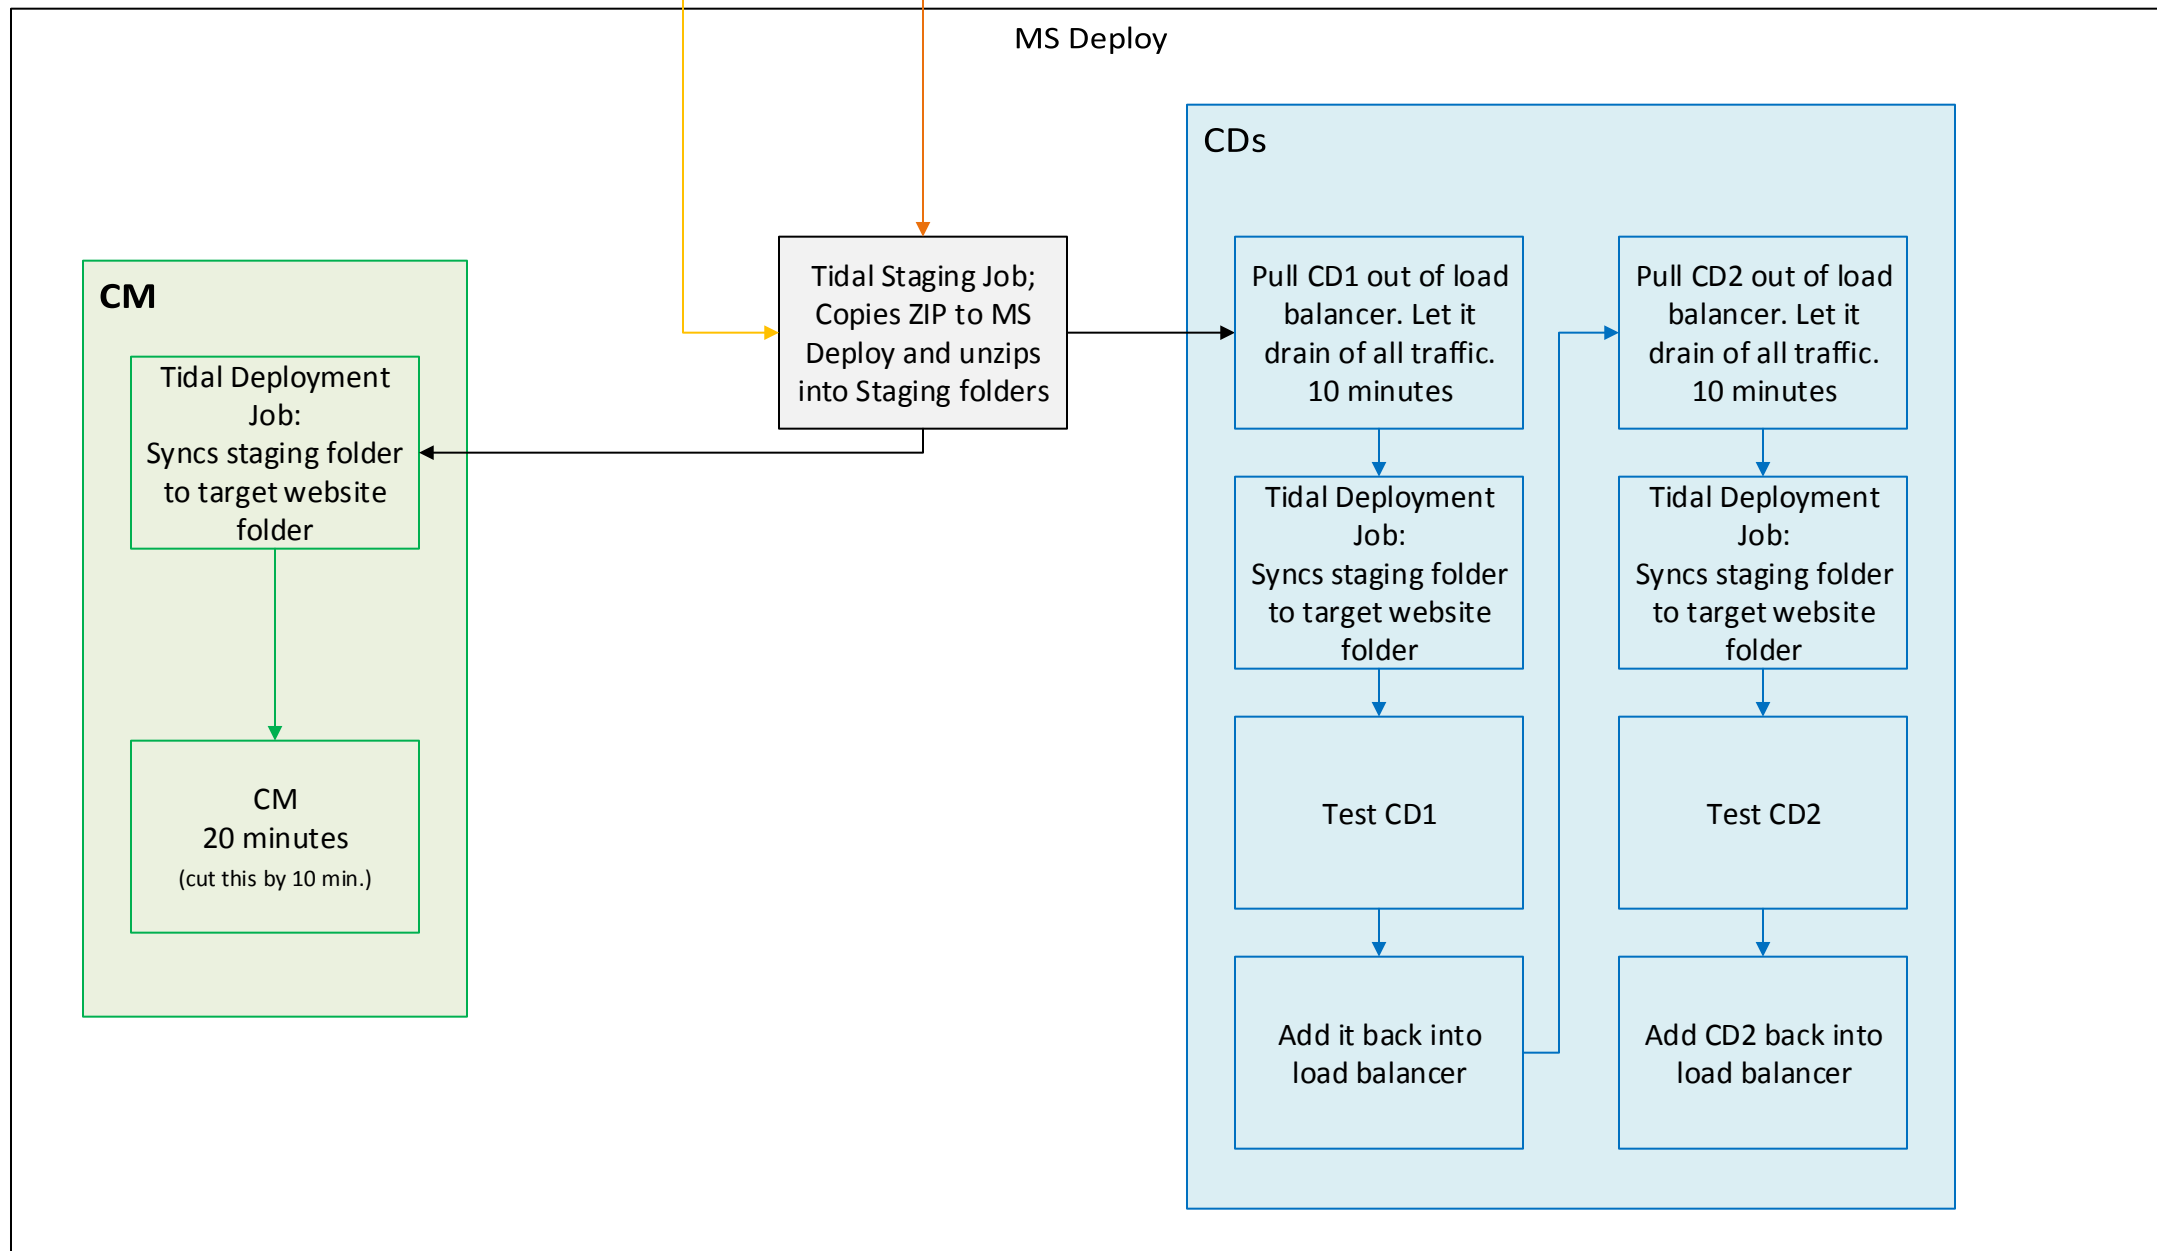 MS Deploy
CM
Tidal Deployment
Job:
Syncs staging folder
to target website
folder
CM
20 minutes
(cut this by 10 min.)
Tidal Staging Job;
Copies ZIP to MS
Deploy and unzips
into Staging folders
CDs
Pull CD1 out of load
balancer. Let it
drain of all traffic.
10 minutes
Tidal Deployment
Job:
Syncs staging folder
to target website
folder
Test CD1
Add it back into
load balancer
Pull CD2 out of load
balancer. Let it
drain of all traffic.
10 minutes
Tidal Deployment
Job:
Syncs staging folder
to target website
folder
Test CD2
Add CD2 back into
load balancer